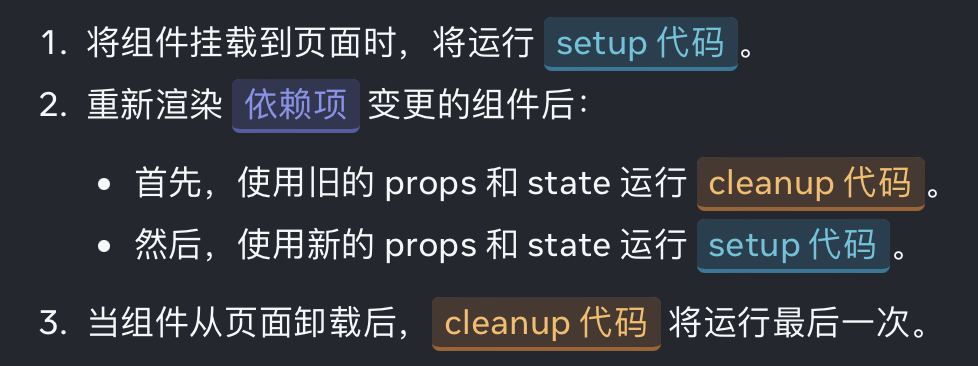 1. 将组件挂载到页面时，将运行 setup 代码。
2. 重新渲染 依赖项 变更的组件后：
• 首先，使用旧的 props 和 state 运行 cleanup 代码。
• 然后，使用新的 props 和 state 运行 setup 代码。
3. 当组件从页面卸载后，cleanup 代码 将运行最后一次。